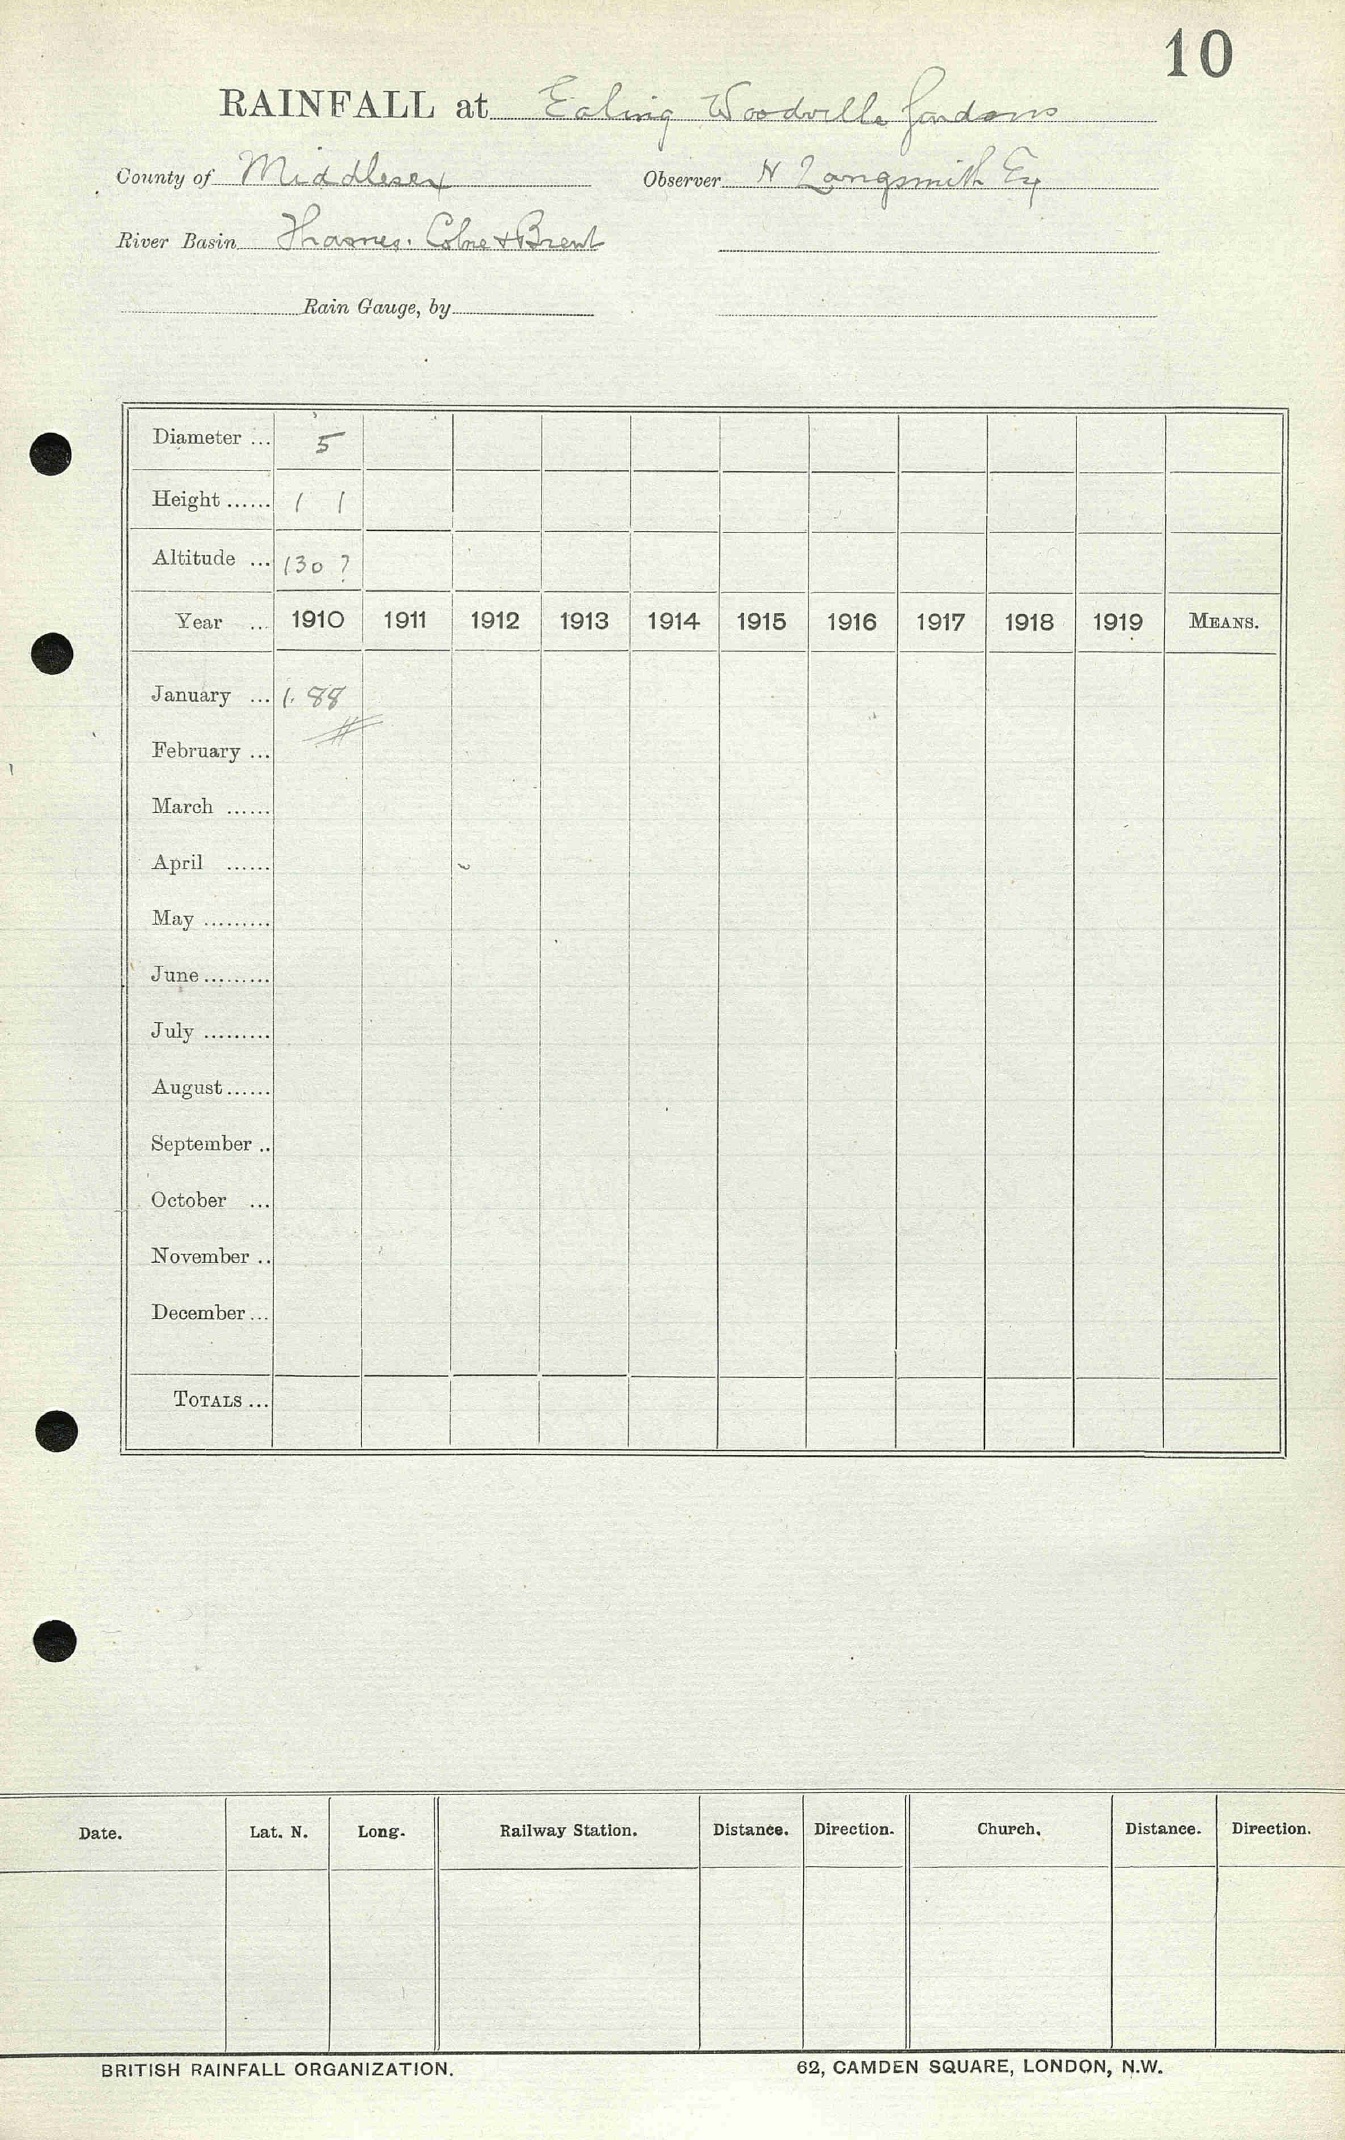 10
RAINFALL at Ealing Woodville Gardens
County of Middlesex Observer H Langsmith Esq
River Basin Thames. Colne & Brent
Rain Gauge, by
Diameter ... 5
Height ...... 1 1
Altitude ... 130 ?
Year ... 1910 1911 1912 1913 1914 1915 1916 1917 1918 1919 MEANS.
January ... 1.88
February ...
March ......
April ......
May .........
June .........
July .........
August ......
September ..
October ...
November ..
December ...
TOTALS ...
Date. Lat. N. Long. Railway Station. Distance. Direction. Church. Distance. Direction.
BRITISH RAINFALL ORGANIZATION. 62, CAMDEN SQUARE, LONDON, N.W.